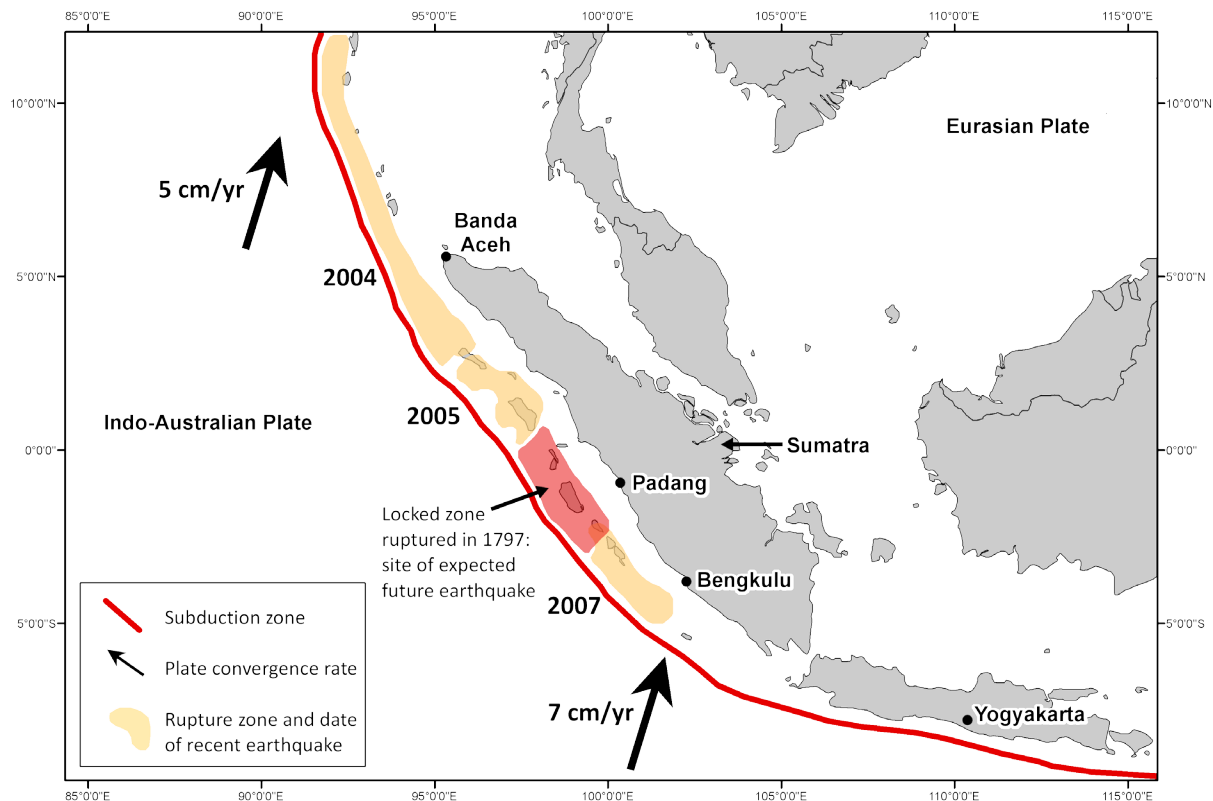 85°0'0"E 90°0'0"E 95°0'0"E 100°0'0"E 105°0'0"E 110°0'0"E 115°0'0"E
10°0'0"N
10°0'0"N
Eurasian Plate
5 cm/yr
Banda
Aceh
5°0'0"N
2004
5°0'0"N
2005
Indo-Australian Plate
0°0'0"
Sumatra
0°0'0"
Padang
Locked zone
ruptured in 1797:
site of expected
future earthquake
Bengkulu
2007
5°0'0"S
5°0'0"S
7 cm/yr
Yogyakarta
Subduction zone
Plate convergence rate
Rupture zone and date
of recent earthquake
85°0'0"E 90°0'0"E 95°0'0"E 100°0'0"E 105°0'0"E 110°0'0"E 115°0'0"E